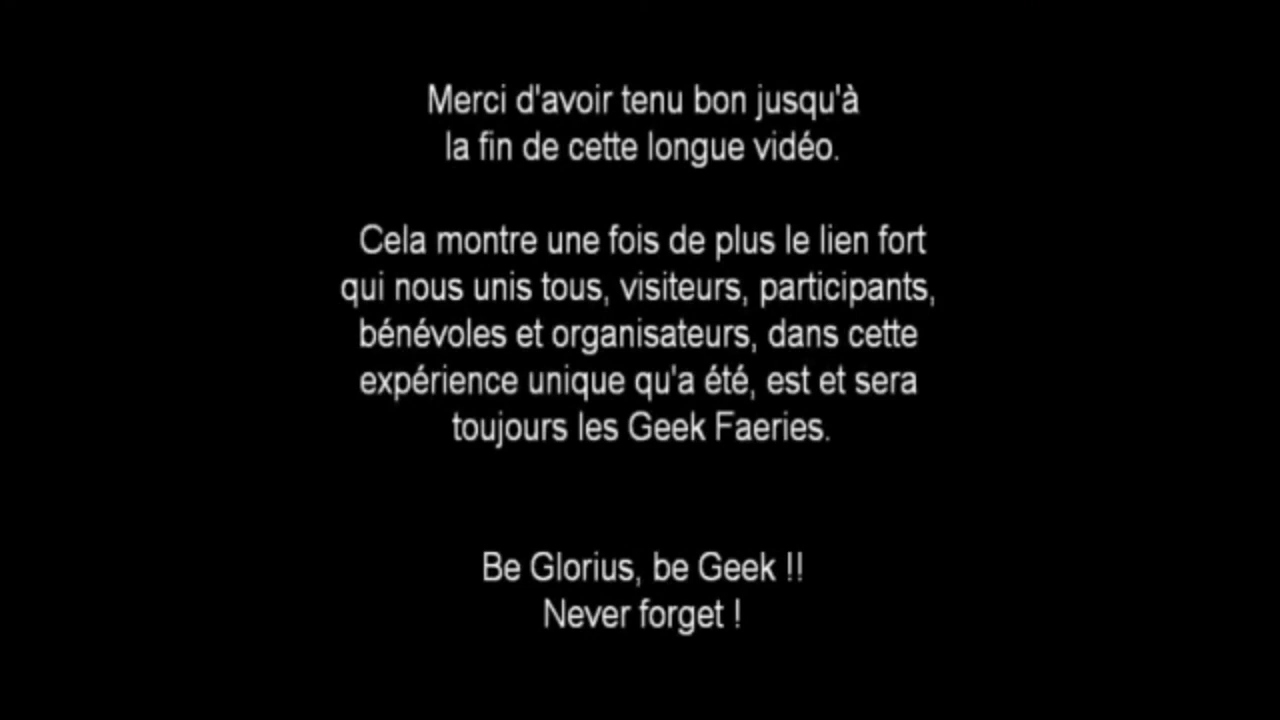 Merci d'avoir tenu bon jusqu'à
la fin de cette longue vidéo.
Cela montre une fois de plus le lien fort
qui nous unis tous, visiteurs, participants,
bénévoles et organisateurs, dans cette
expérience unique qu'a été, est et sera
toujours les Geek Faeries.
Be Glorius, be Geek !!
Never forget !